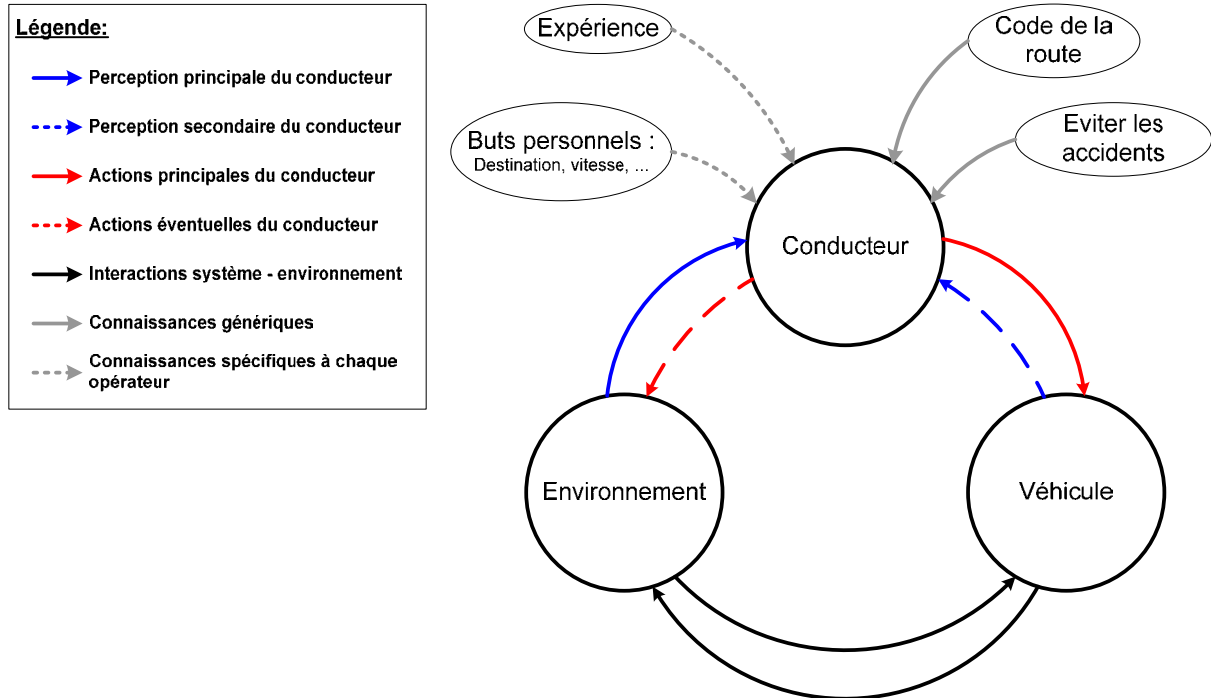 Légende:
Perception principale du conducteur
Perception secondaire du conducteur
Actions principales du conducteur
Actions éventuelles du conducteur
Interactions système - environnement
Connaissances génériques
Connaissances spécifiques à chaque
opérateur
Expérience
Code de la
route
Buts personnels :
Destination, vitesse, ...
Eviter les
accidents
Conducteur
Environnement
Véhicule